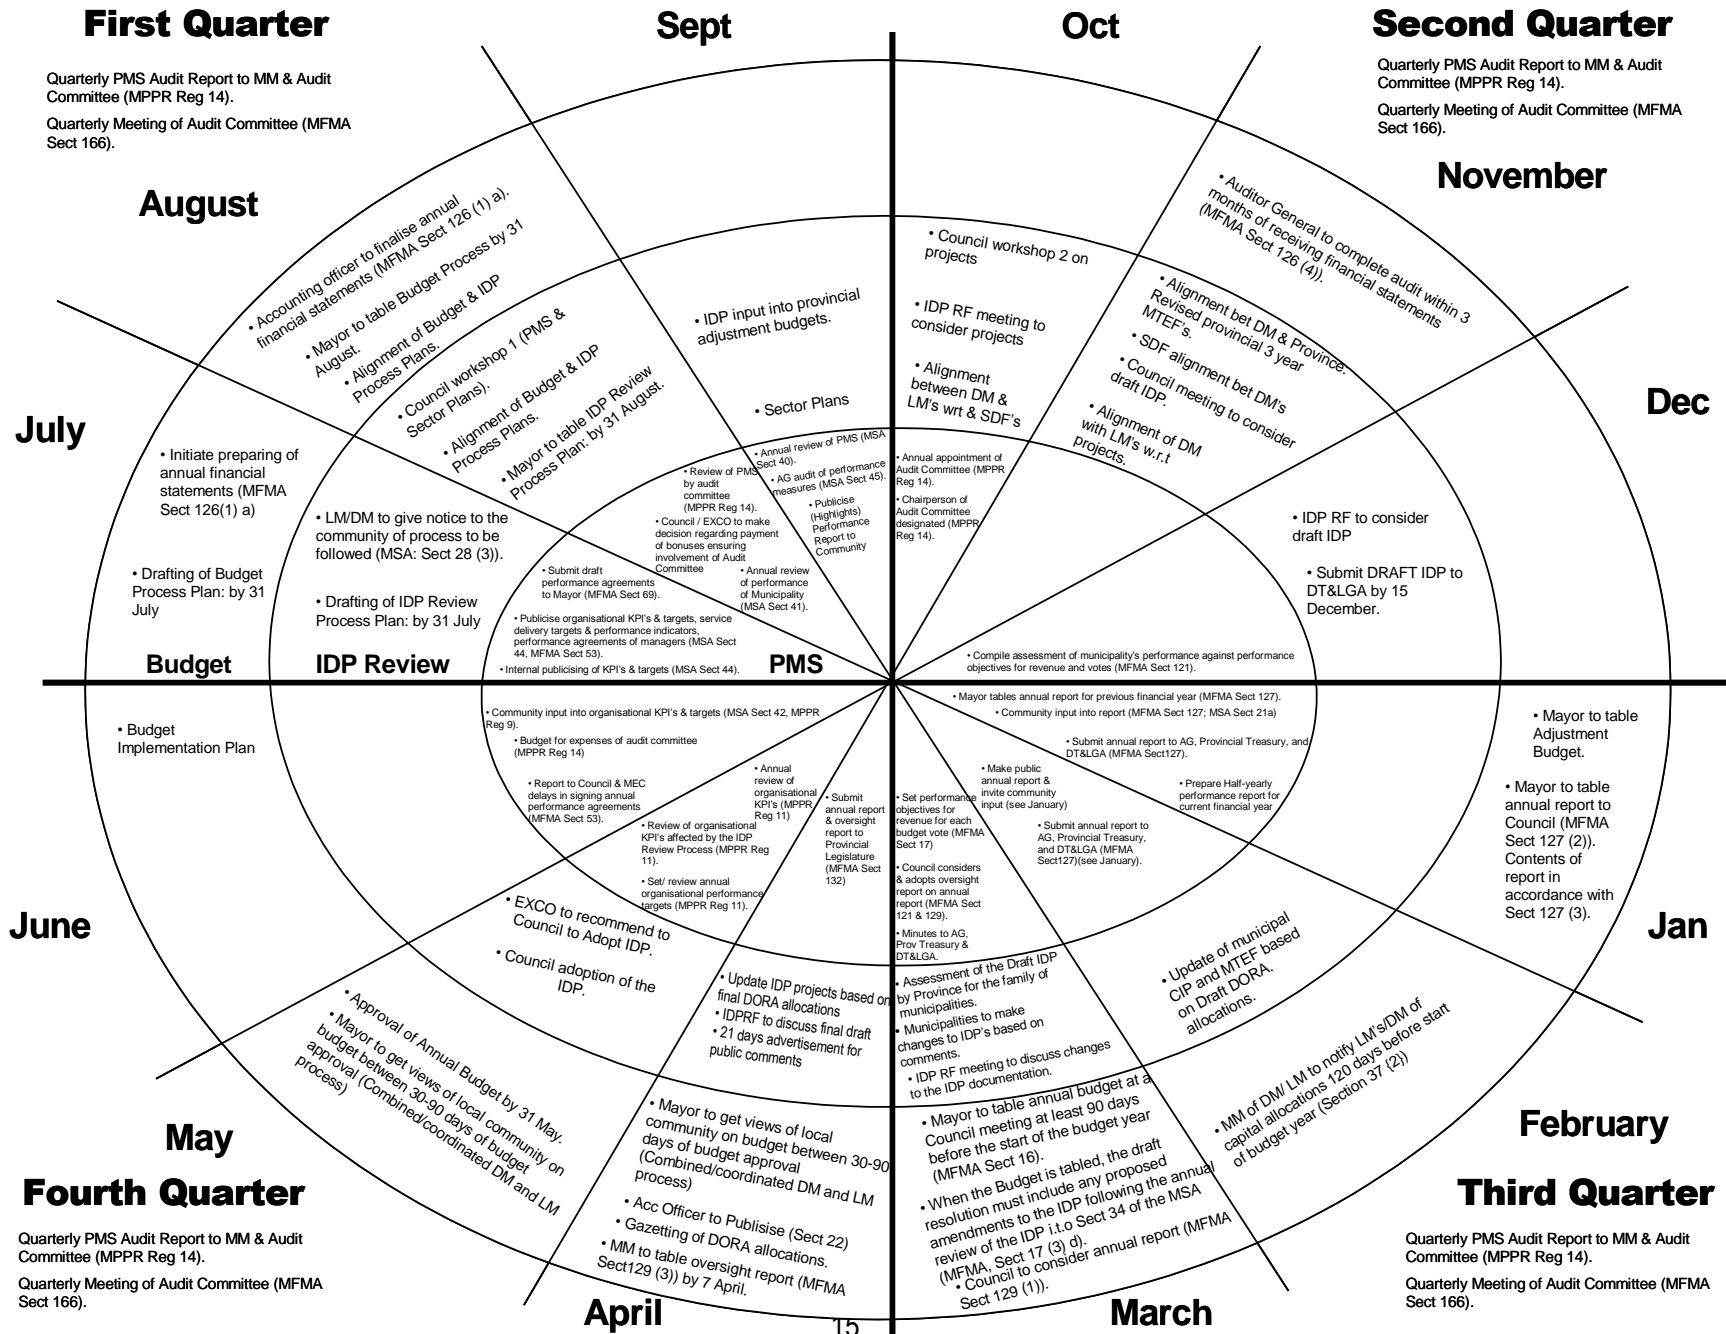 First Quarter
Quarterly PMS Audit Report to MM & Audit
Committee (MPPR Reg 14).
Quarterly Meeting of Audit Committee (MFMA
Sect 166).
Sept
Oct
Second Quarter
Quarterly PMS Audit Report to MM & Audit
Committee (MPPR Reg 14).
Quarterly Meeting of Audit Committee (MFMA
Sect 166).
August
November
July
Dec
• Accounting officer to finalise annual
financial statements (MFMA Sect 126 (1) a).
• Mayor to table Budget Process by 31
August.
• Alignment of Budget & IDP
Process Plans.
• Council workshop 1 (PMS &
Sector Plans).
• Alignment of Budget & IDP
Process Plans.
• Mayor to table IDP Review
Process Plan: by 31 August.
• Review of PMS
by audit
committee
(MPPR Reg 14).
• Council / EXCO to make
decision regarding payment
of bonuses ensuring
involvement of Audit
Committee
• Annual review
of performance
of Municipality
(MSA Sect 41).
• IDP input into provincial
adjustment budgets.
• Sector Plans
• Annual review of PMS (MSA
Sect 40).
• AG audit of performance
measures (MSA Sect 45).
• Publicise
(Highlights)
Performance
Report to
Community
• Council workshop 2 on
projects
• IDP RF meeting to
consider projects
• Alignment
between DM &
LM's wrt & SDF's
• Annual appointment of
Audit Committee (MPPR
Reg 14).
• Chairperson of
Audit Committee
designated (MPPR
Reg 14).
• Auditor General to complete audit within 3
months of receiving financial statements
(MFMA Sect 126 (4)).
• Alignment bet DM & Province.
Revised provincial 3 year
MTEF's.
• SDF alignment bet DM's
• Council meeting to consider
draft IDP.
• Alignment of DM
with LM's w.r.t
projects.
• Initiate preparing of
annual financial
statements (MFMA
Sect 126(1) a)
• Drafting of Budget
Process Plan: by 31
July
• LM/DM to give notice to the
community of process to be
followed (MSA: Sect 28 (3)).
• Drafting of IDP Review
Process Plan: by 31 July
• Submit draft
performance agreements
to Mayor (MFMA Sect 69).
• Publicise organisational KPI's & targets, service
delivery targets & performance indicators,
performance agreements of managers (MSA Sect
44, MFMA Sect 53).
• Internal publicising of KPI's & targets (MSA Sect 44).
• IDP RF to consider
draft IDP
• Submit DRAFT IDP to
DT&LGA by 15
December.
• Compile assessment of municipality's performance against performance
objectives for revenue and votes (MFMA Sect 121).
Budget
IDP Review
PMS
• Budget
Implementation Plan
• Community input into organisational KPI's & targets (MSA Sect 42, MPPR
Reg 9).
• Budget for expenses of audit committee
(MPPR Reg 14)
• Report to Council & MEC
delays in signing annual
performance agreements
(MFMA Sect 53).
• Annual
review of
organisational
KPI's (MPPR
Reg 11)
• Review of organisational
KPI's affected by the IDP
Review Process (MPPR Reg
11).
• Set/ review annual
organisational performance
targets (MPPR Reg 11).
• Submit
annual report
& oversight
report to
Provincial
Legislature
(MFMA Sect
132)
• Set performance
objectives for
revenue for each
budget vote (MFMA
Sect 17)
• Council considers
& adopts oversight
report on annual
report (MFMA Sect
121 & 129).
• Minutes to AG,
Prov Treasury &
DT&LGA.
• Mayor tables annual report for previous financial year (MFMA Sect 127).
• Community input into report (MFMA Sect 127; MSA 21a)
• Submit annual report to AG, Provincial Treasury, and
DT&LGA (MFMA Sect127).
• Make public
annual report &
invite community
input (see January)
• Prepare Half-yearly
performance report for
current financial year
• Submit annual report to
AG, Provincial Treasury,
and DT&LGA (MFMA
Sect127)(see January).
• Mayor to table
Adjustment
Budget.
• Mayor to table
annual report to
Council (MFMA
Sect 127 (2)).
Contents of
report in
accordance with
Sect 127 (3).
June
Jan
• EXCO to recommend to
Council to Adopt IDP.
• Council adoption of the
IDP.
• Approval of Annual Budget by 31 May.
• Mayor to get views of local community on
budget between 30-90 days of budget
approval (Combined/coordinated DM and LM
process)
• Update IDP projects based on
final DORA allocations
• IDPRF to discuss final draft
• 21 days advertisement for
public comments
• Mayor to get views of local
community on budget between 30-90
days of budget approval
(Combined/coordinated DM and LM
process)
• Acc Officer to Publisise (Sect 22)
• Gazetting of DORA allocations.
• MM to table oversight report (MFMA
Sect129 (3)) by 7 April.
• Assessment of the Draft IDP
by Province for the family of
municipalities.
• Municipalities to make
changes to IDP's based on
comments.
• IDP RF meeting to discuss changes
to the IDP documentation.
• Mayor to table annual budget at a
Council meeting at least 90 days
before the start of the budget year
(MFMA Sect 16).
• When the Budget is tabled, the draft
resolution must include any proposed
amendments to the IDP following the annual
review of the IDP i.t.o Sect 34 of the MSA
(MFMA, Sect 17 (3) d).
• Council to consider annual report (MFMA
Sect 129 (1)).
• Update of municipal
CIP and MTEF based
on Draft DORA.
allocations.
• MM of DM/ LM to notify LM's/DM of
capital allocations 120 days before start
of budget year (Section 37 {2})
May
February
Fourth Quarter
Quarterly PMS Audit Report to MM & Audit
Committee (MPPR Reg 14).
Quarterly Meeting of Audit Committee (MFMA
Sect 166).
Third Quarter
Quarterly PMS Audit Report to MM & Audit
Committee (MPPR Reg 14).
Quarterly Meeting of Audit Committee (MFMA
Sect 166).
April
March
15